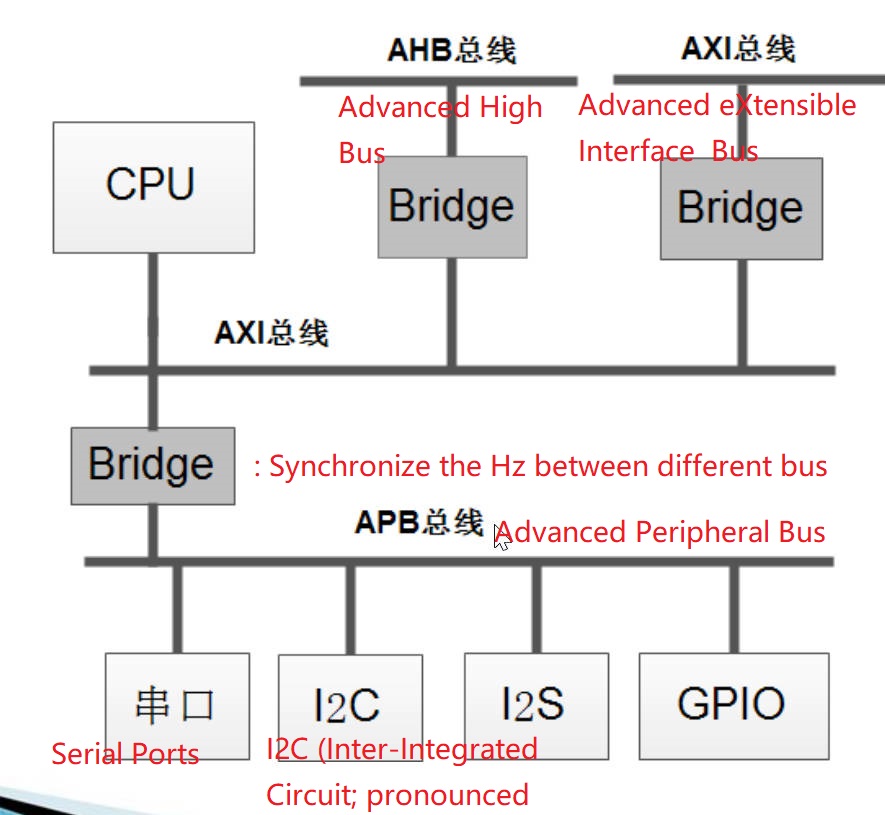 AHB总线
AXI总线
Advanced High
Bus
Advanced eXtensible
Interface Bus
CPU
Bridge
Bridge
AXI总线
Bridge
: Synchronize the Hz between different bus
APB总线
Advanced Peripheral Bus
串口
I2C
I2S
GPIO
Serial Ports
I2C (Inter-Integrated
Circuit; pronounced